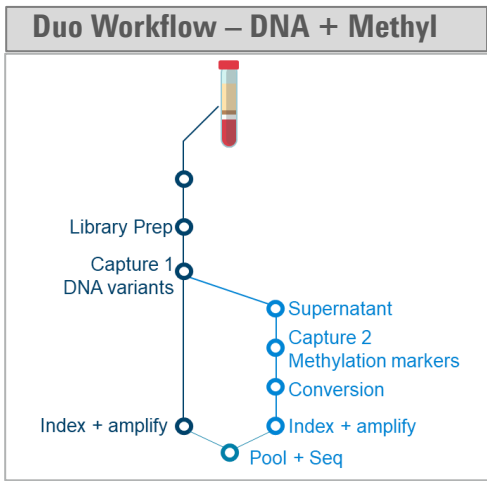 Duo Workflow – DNA + Methyl
Library Prep
Capture 1
DNA variants
Supernatant
Capture 2
Methylation markers
Conversion
Index + amplify
Index + amplify
Pool + Seq